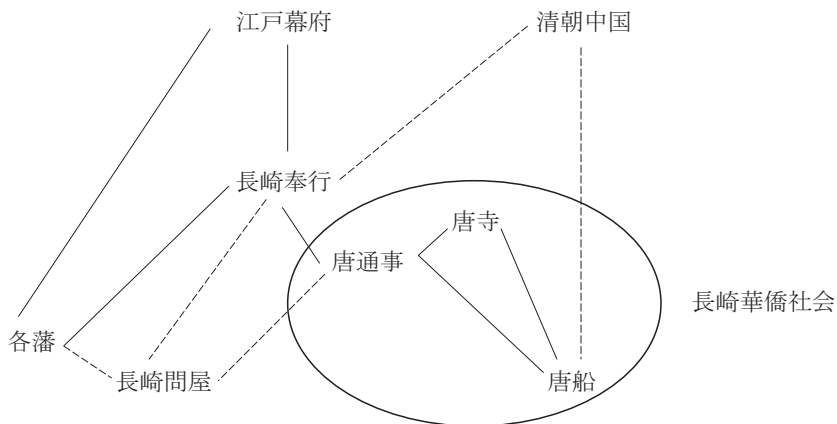 江戸幕府
清朝中国
長崎奉行
唐寺
唐通事
長崎華僑社会
各藩
長崎問屋
唐船